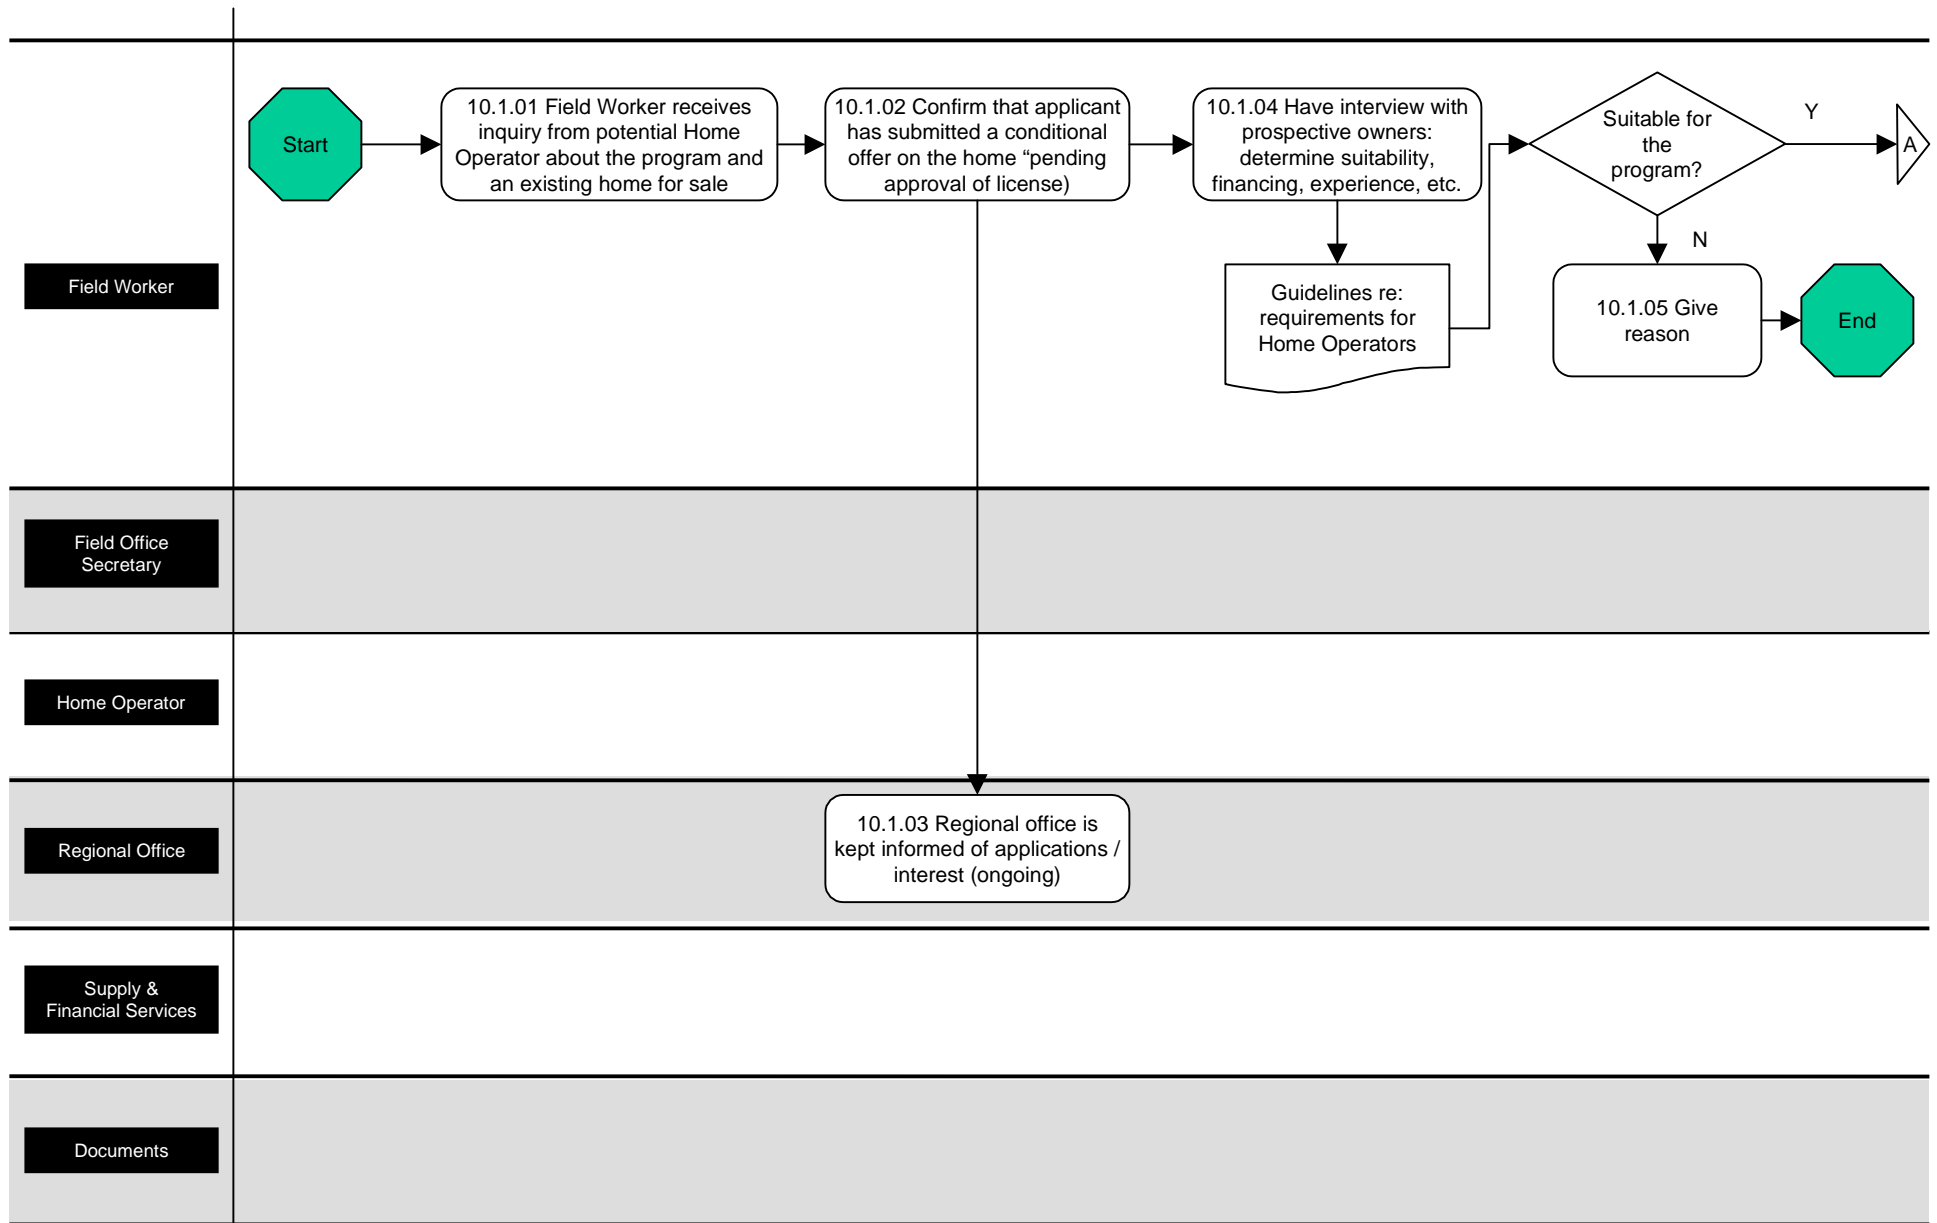 Start
10.1.01 Field Worker receives
inquiry from potential Home
Operator about the program and
an existing home for sale
10.1.02 Confirm that applicant
has submitted a conditional
offer on the home “pending
approval of license)
10.1.04 Have interview with
prospective owners:
determine suitability,
financing, experience, etc.
Suitable for
the
program?
Y
A
N
Field Worker
Guidelines re:
requirements for
Home Operators
10.1.05 Give
reason
End
Field Office
Secretary
Home Operator
Regional Office
10.1.03 Regional office is
kept informed of applications /
interest (ongoing)
Supply &
Financial Services
Documents